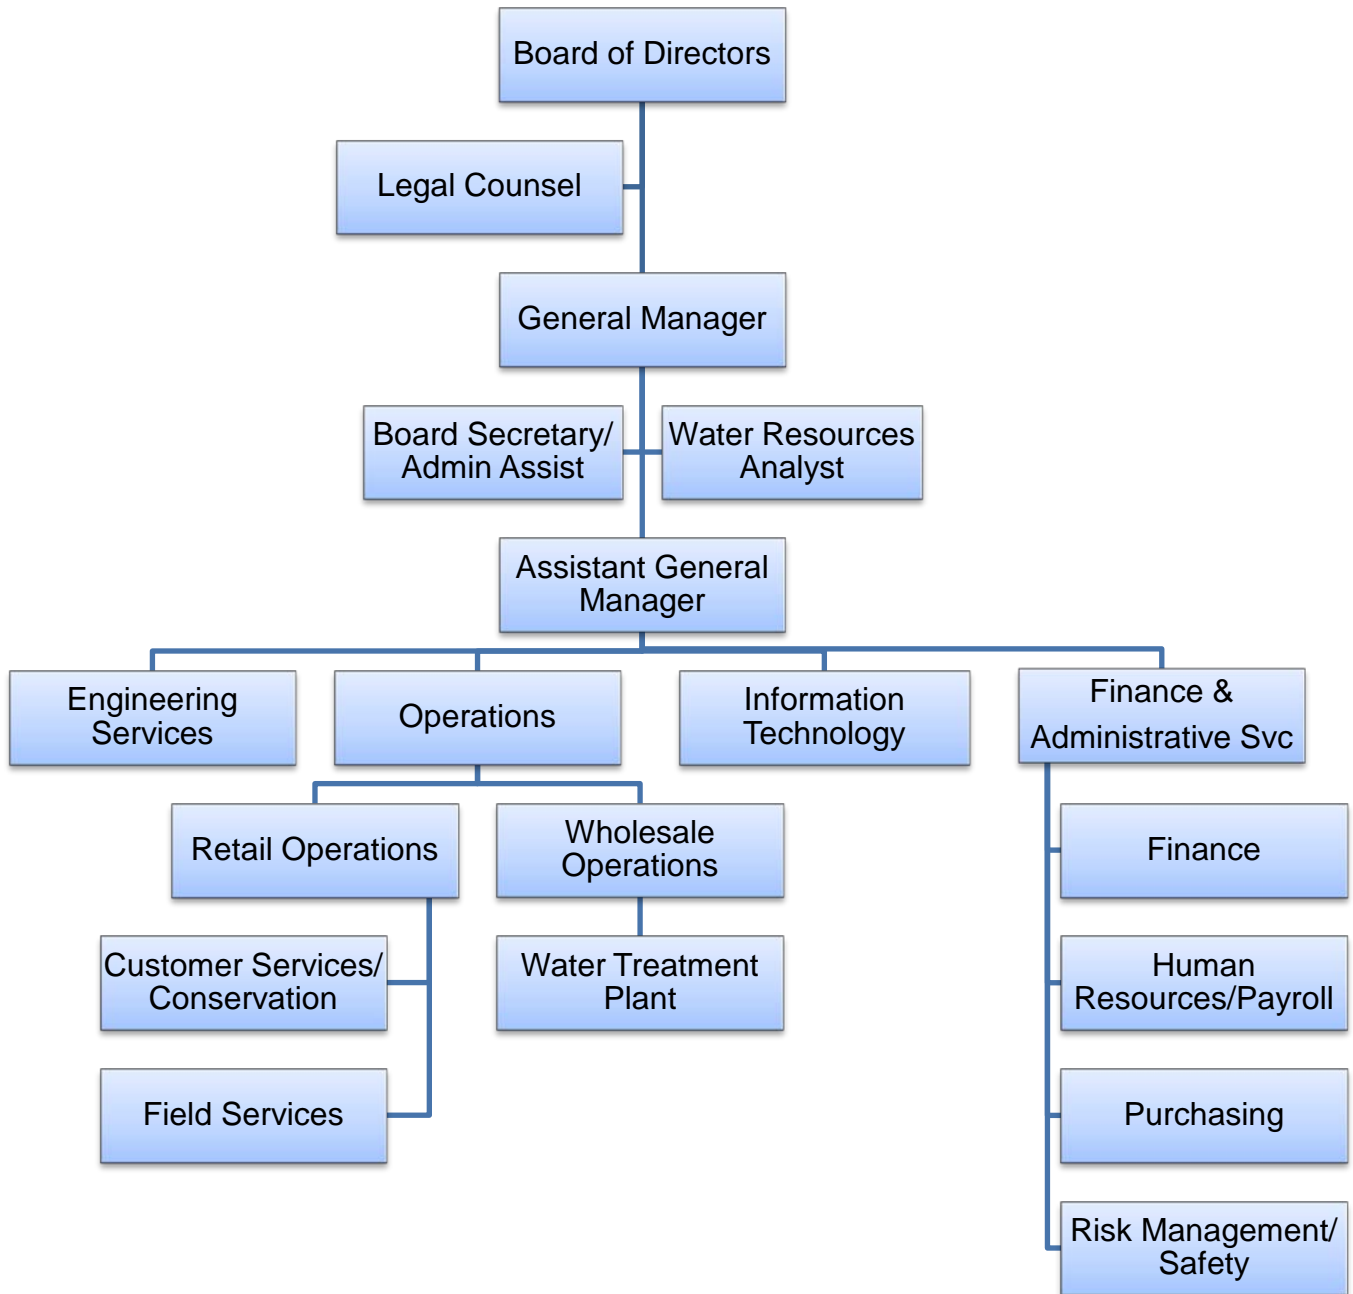 Board of Directors
Legal Counsel
General Manager
Board Secretary/
Admin Assist
Water Resources
Analyst
Assistant General
Manager
Engineering
Services
Operations
Information
Technology
Finance &
Administrative Svc
Retail Operations
Wholesale
Operations
Finance
Customer Services/
Conservation
Water Treatment
Plant
Human
Resources/Payroll
Field Services
Purchasing
Risk Management/
Safety